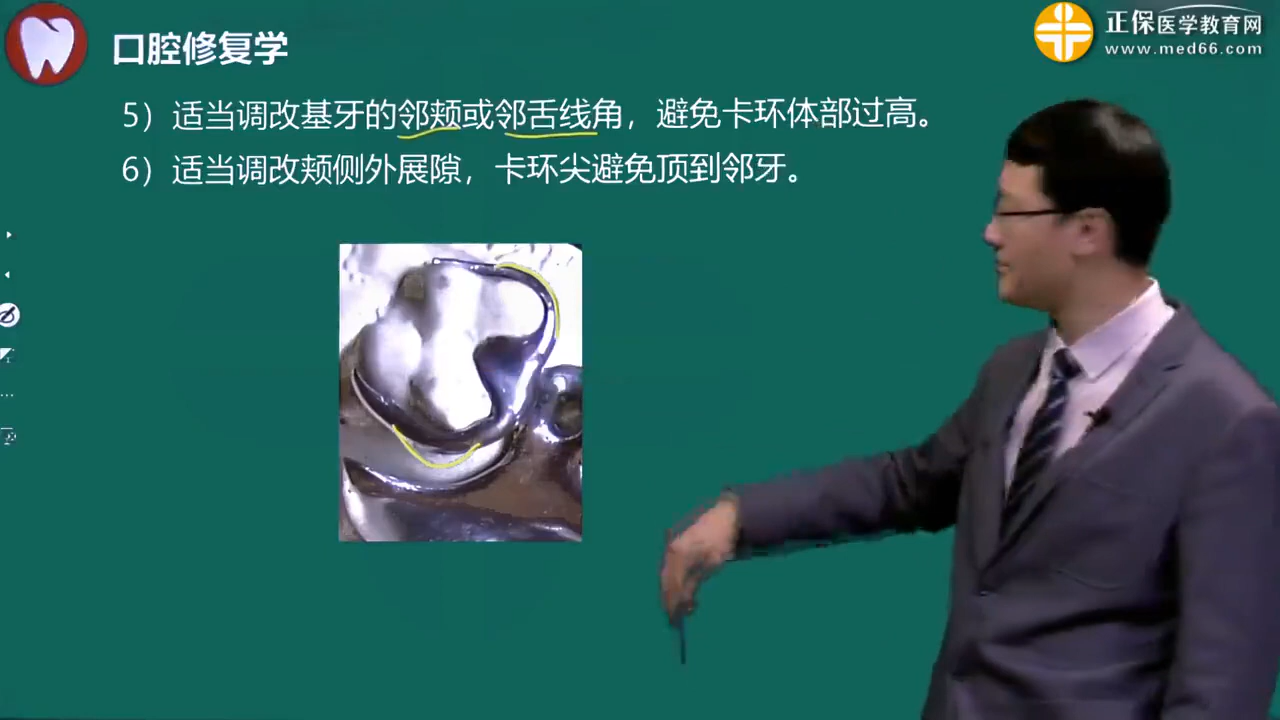 口腔修复学
正保医学教育网
www.med66.com
5）适当调改基牙的邻颊或邻舌线角，避免卡环体部过高。
6）适当调改颊侧外展隙，卡环尖避免顶到邻牙。